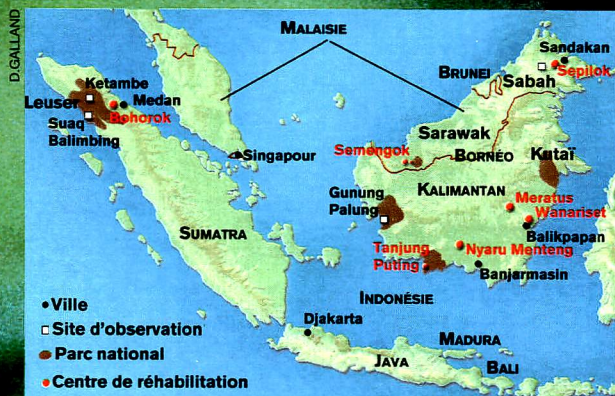 D.GALLAND
MALAISIE
Sandakan
Sepilok
BRUNEI
Sabah
Ketambe
Leuser
Medan
Bohorok
Suaq
Balimbing
Sarawak
Singapour
Semengok
BORNÉO
Kutaï
KALIMANTAN
Gunung
Palung
Meratus
Wanariset
SUMATRA
Balikpapan
Tanjung
Puting
Nyaru Menteng
Banjarmasin
INDONÉSIE
Djakarta
MADURA
JAVA
BALI
Ville
Site d'observation
Parc national
Centre de réhabilitation